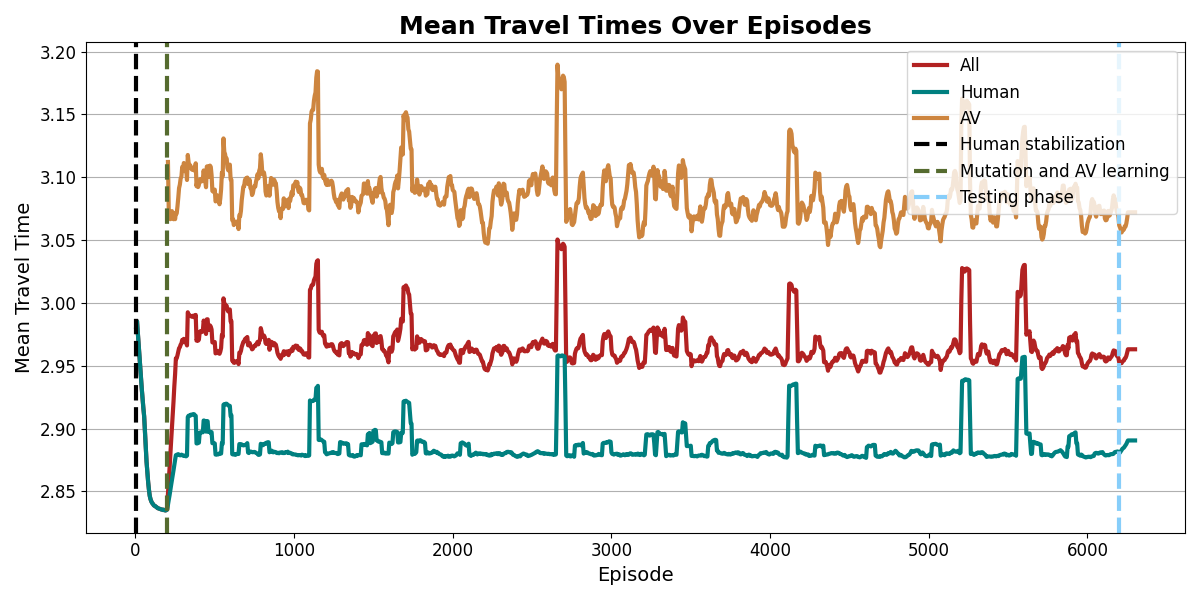 Mean Travel Times Over Episodes
Mean Travel Time
3.20
3.15
3.10
3.05
3.00
2.95
2.90
2.85
All
Human
AV
Human stabilization
Mutation and AV learning
Testing phase
0 1000 2000 3000 4000 5000 6000
Episode